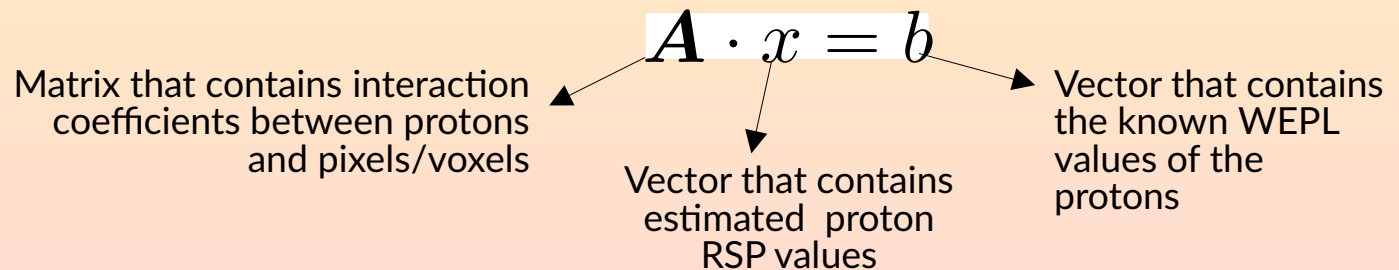 A · x = b
Matrix that contains interaction
coefficients between protons
and pixels/voxels
Vector that contains
estimated  proton
RSP values
Vector that contains
the known WEPL
values of the
protons